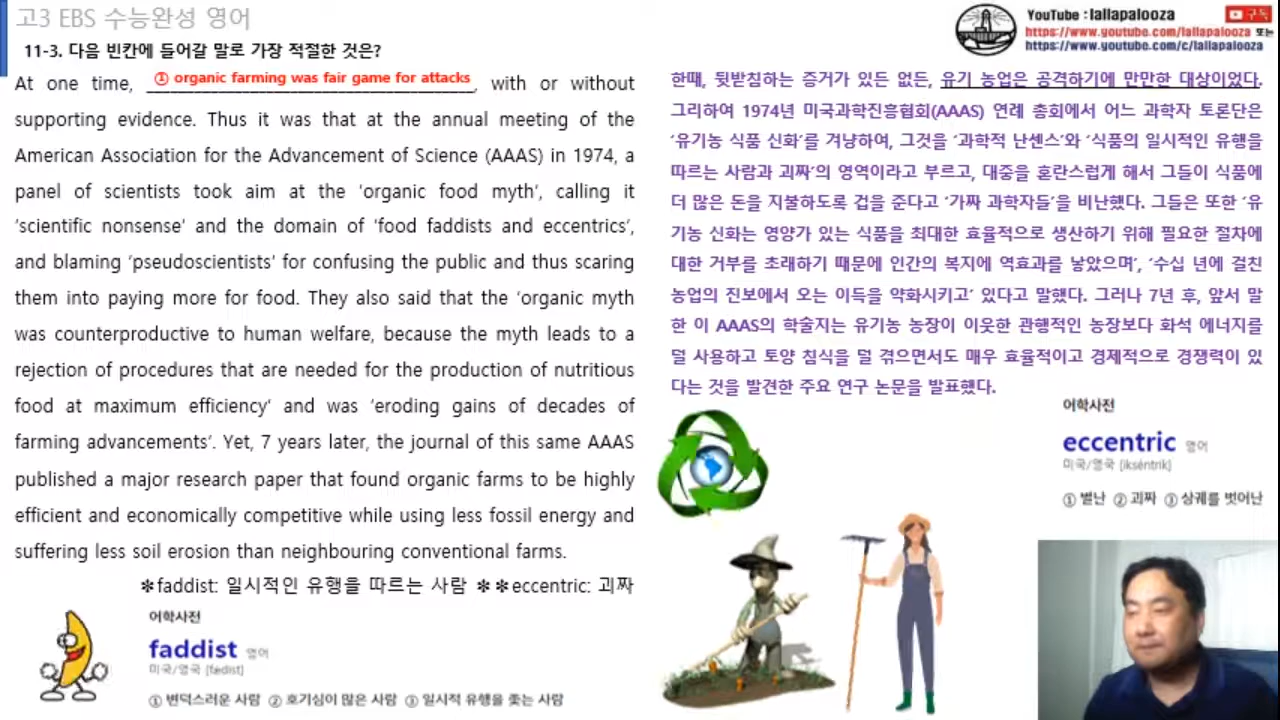 고3 EBS 수능완성 영어
YouTube : lallapalooza
구독
https://www.youtube.com/lallapalooza 또는
https://www.youtube.com/c/lallapalooza
11-3. 다음 빈칸에 들어갈 말로 가장 적절한 것은?
At one time, ① organic farming was fair game for attacks, with or without
supporting evidence. Thus it was that at the annual meeting of the
American Association for the Advancement of Science (AAAS) in 1974, a
panel of scientists took aim at the ‘organic food myth’, calling it
‘scientific nonsense’ and the domain of ‘food faddists and eccentrics’,
and blaming ‘pseudoscientists’ for confusing the public and thus scaring
them into paying more for food. They also said that the ‘organic myth
was counterproductive to human welfare, because the myth leads to a
rejection of procedures that are needed for the production of nutritious
food at maximum efficiency’ and was ‘eroding gains of decades of
farming advancements’. Yet, 7 years later, the journal of this same AAAS
published a major research paper that found organic farms to be highly
efficient and economically competitive while using less fossil energy and
suffering less soil erosion than neighbouring conventional farms.
✻faddist: 일시적인 유행을 따르는 사람 ✻✻eccentric: 괴짜
어학사전
faddist 영어
미국/영국 [fædist]
① 변덕스러운 사람 ② 호기심이 많은 사람 ③ 일시적 유행을 좇는 사람
한때, 뒷받침하는 증거가 있든 없든, 유기 농업은 공격하기에 만만한 대상이었다.
그리하여 1974년 미국과학진흥협회(AAAS) 연례 총회에서 어느 과학자 토론단은
‘유기농 식품 신화’를 겨냥하여, 그것을 ‘과학적 난센스’와 ‘식품의 일시적인 유행을
따르는 사람과 괴짜’의 영역이라고 부르고, 대중을 혼란스럽게 해서 그들이 식품에
더 많은 돈을 지불하도록 겁을 준다고 ‘가짜 과학자들’을 비난했다. 그들은 또한 ‘유
기농 신화는 영양가 있는 식품을 최대한 효율적으로 생산하기 위해 필요한 절차에
대한 거부를 초래하기 때문에 인간의 복지에 역효과를 낳았으며’, ‘수십 년에 걸친
농업의 진보에서 오는 이득을 약화시키고’ 있다고 말했다. 그러나 7년 후, 앞서 말
한 이 AAAS의 학술지는 유기농 농장이 이웃한 관행적인 농장보다 화석 에너지를
덜 사용하고 토양 침식을 덜 겪으면서도 매우 효율적이고 경제적으로 경쟁력이 있
다는 것을 발견한 주요 연구 논문을 발표했다.
어학사전
eccentric 영어
미국/영국 [ikséntrik]
① 별난 ② 괴짜 ③ 상궤를 벗어난